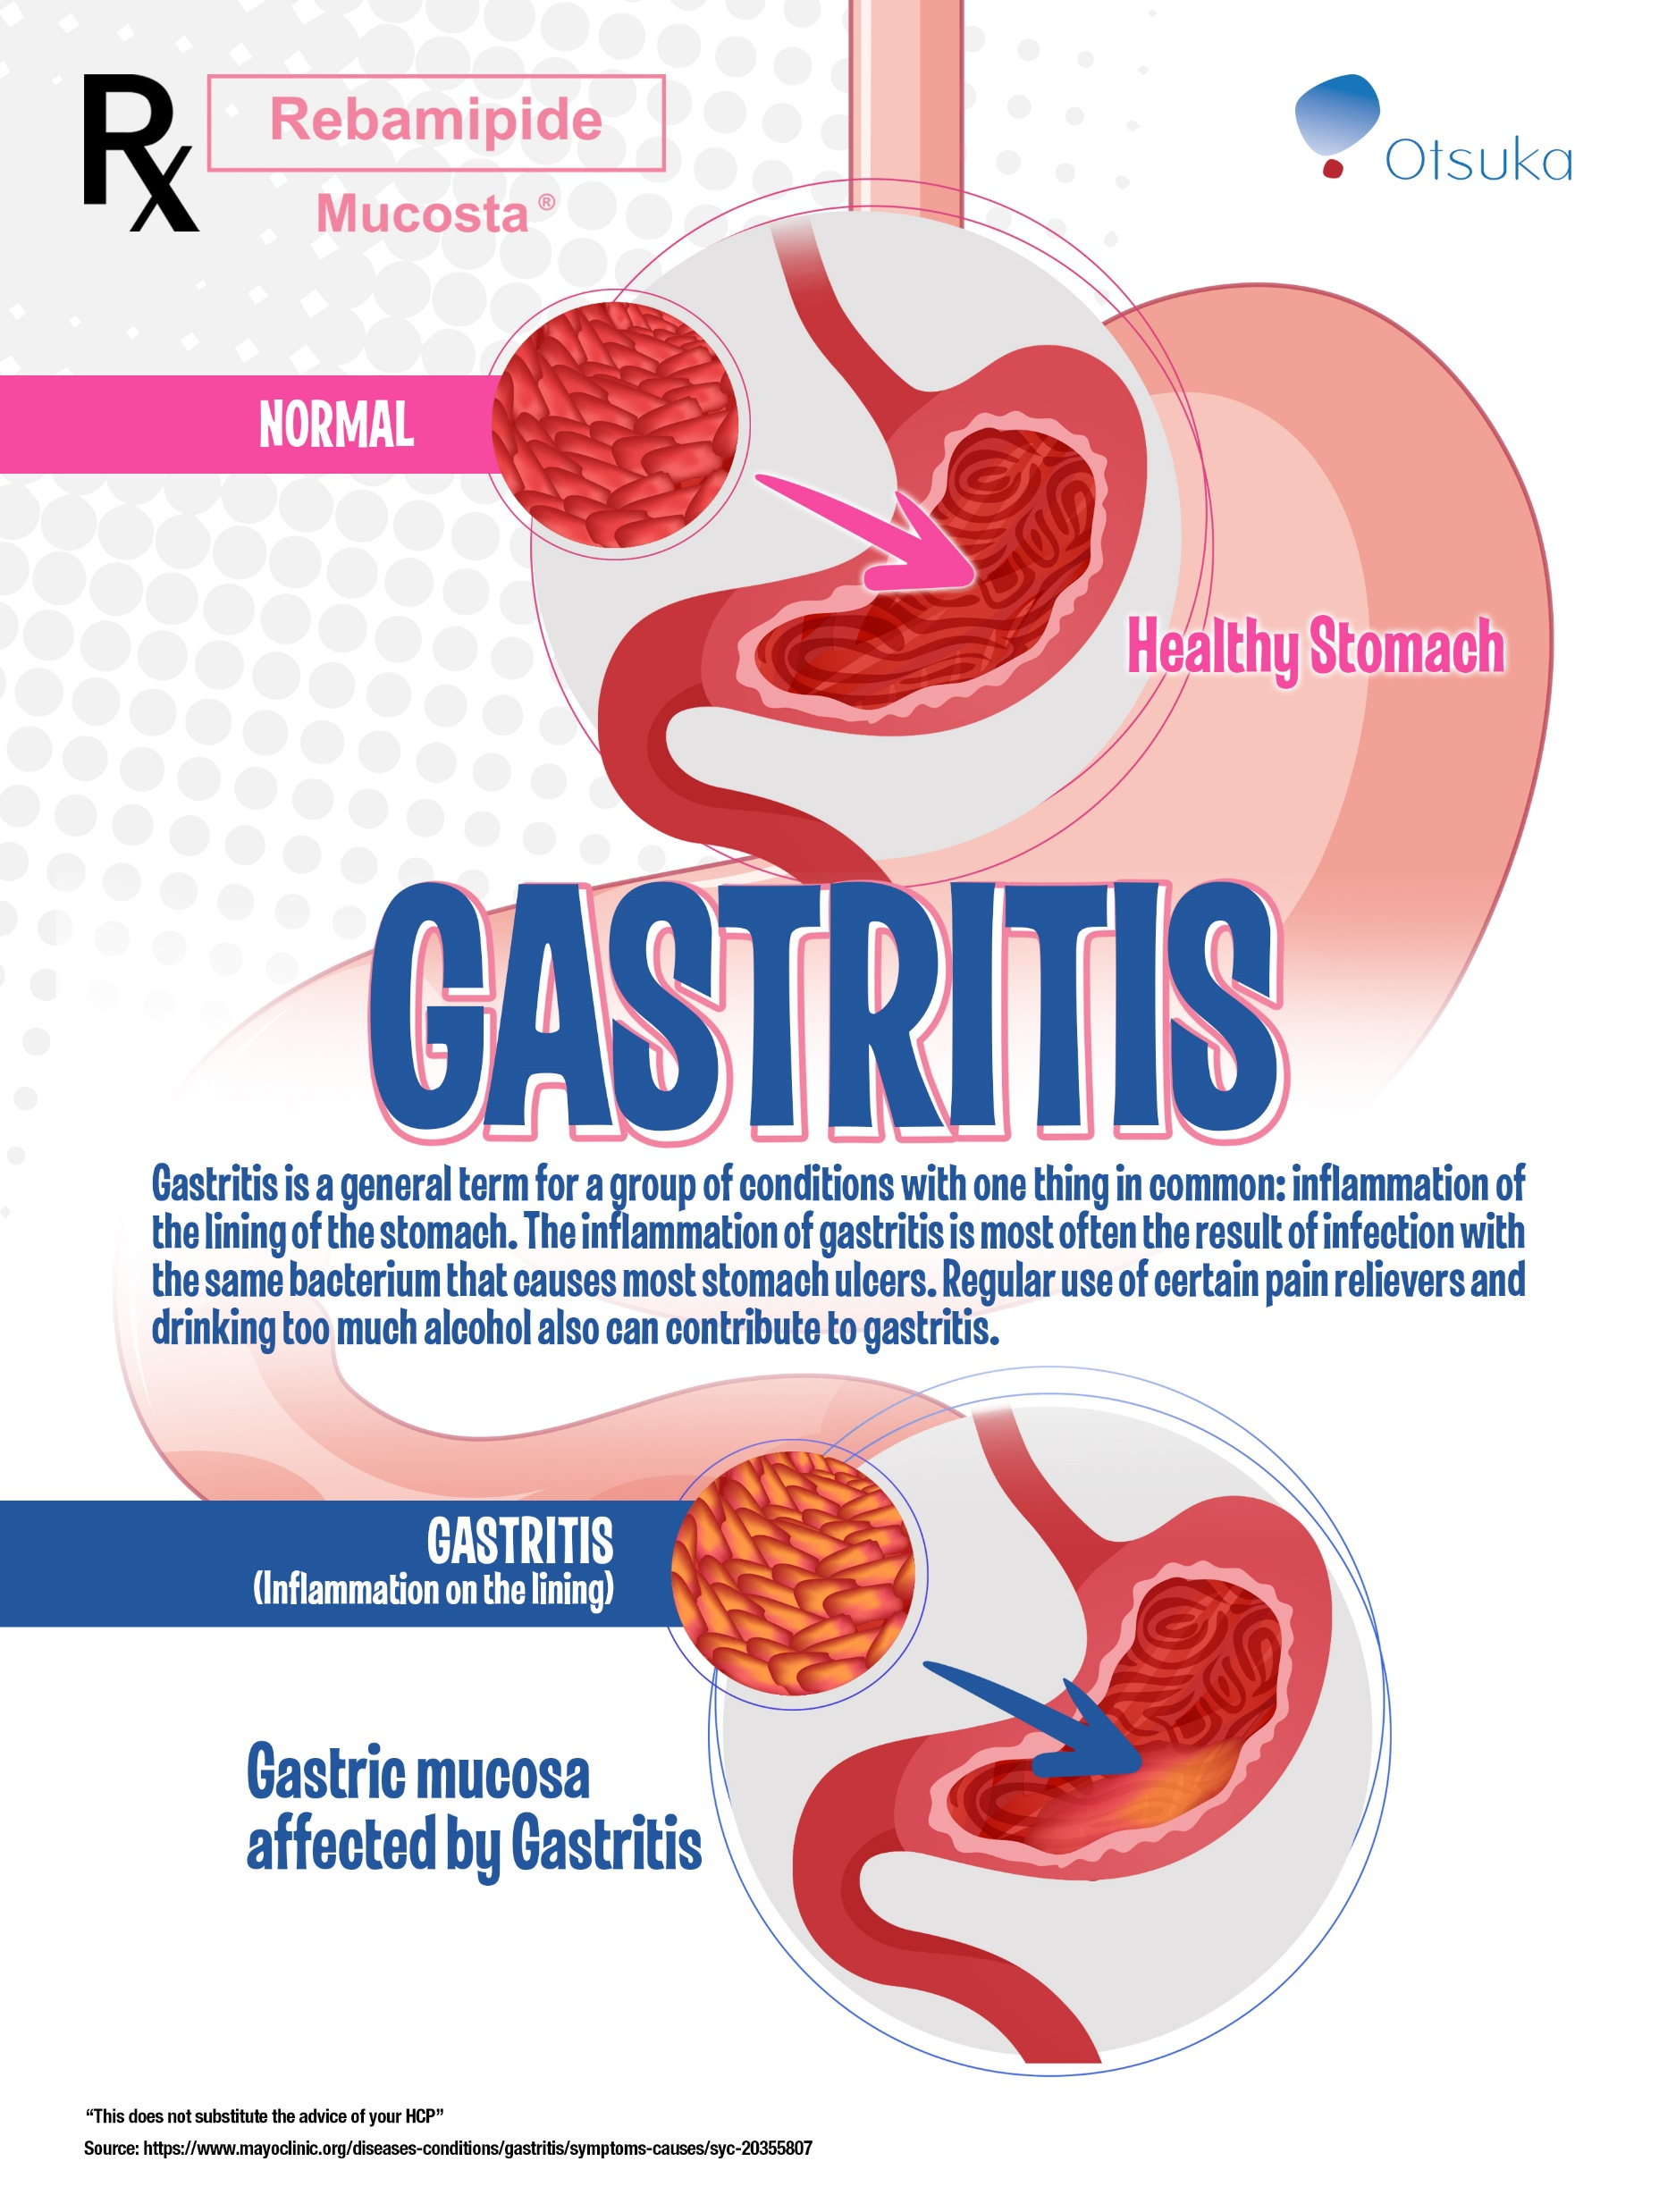 Rx
Rebamipide
Mucosta®
Otsuka
NORMAL
Healthy Stomach
GASTRITIS
Gastritis is a general term for a group of conditions with one thing in common: inflammation of
the lining of the stomach. The inflammation of gastritis is most often the result of infection with
the same bacterium that causes most stomach ulcers. Regular use of certain pain relievers and
drinking too much alcohol also can contribute to gastritis.
GASTRITIS
(Inflammation on the lining)
Gastric mucosa
affected by Gastritis
“This does not substitute the advice of your HCP”
Source: https://www.mayoclinic.org/diseases-conditions/gastritis/symptoms-causes/syc-20355807